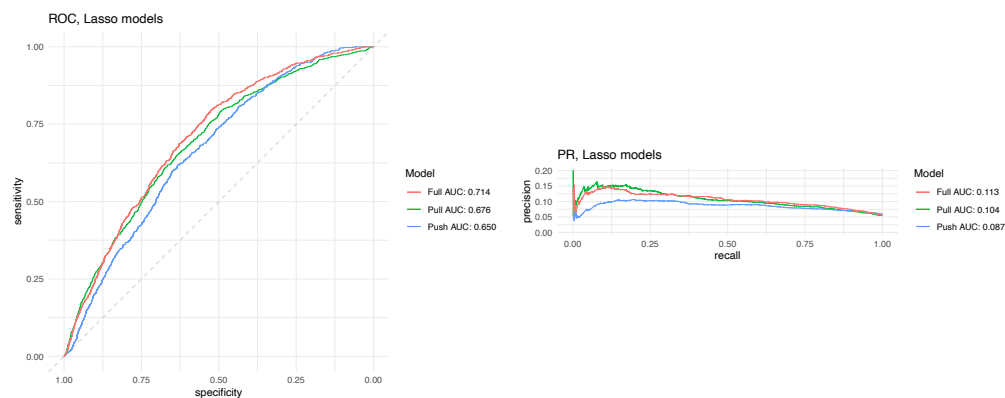 ROC, Lasso models
1.00
0.75
0.50
0.25
0.00
sensitivity
1.00
0.75
0.50
0.25
0.00
specificity
Model
Full AUC: 0.714
Pull AUC: 0.676
Push AUC: 0.650
PR, Lasso models
0.20
0.15
0.10
0.05
0.00
precision
0.00
0.25
0.50
0.75
1.00
recall
Model
Full AUC: 0.113
Pull AUC: 0.104
Push AUC: 0.087